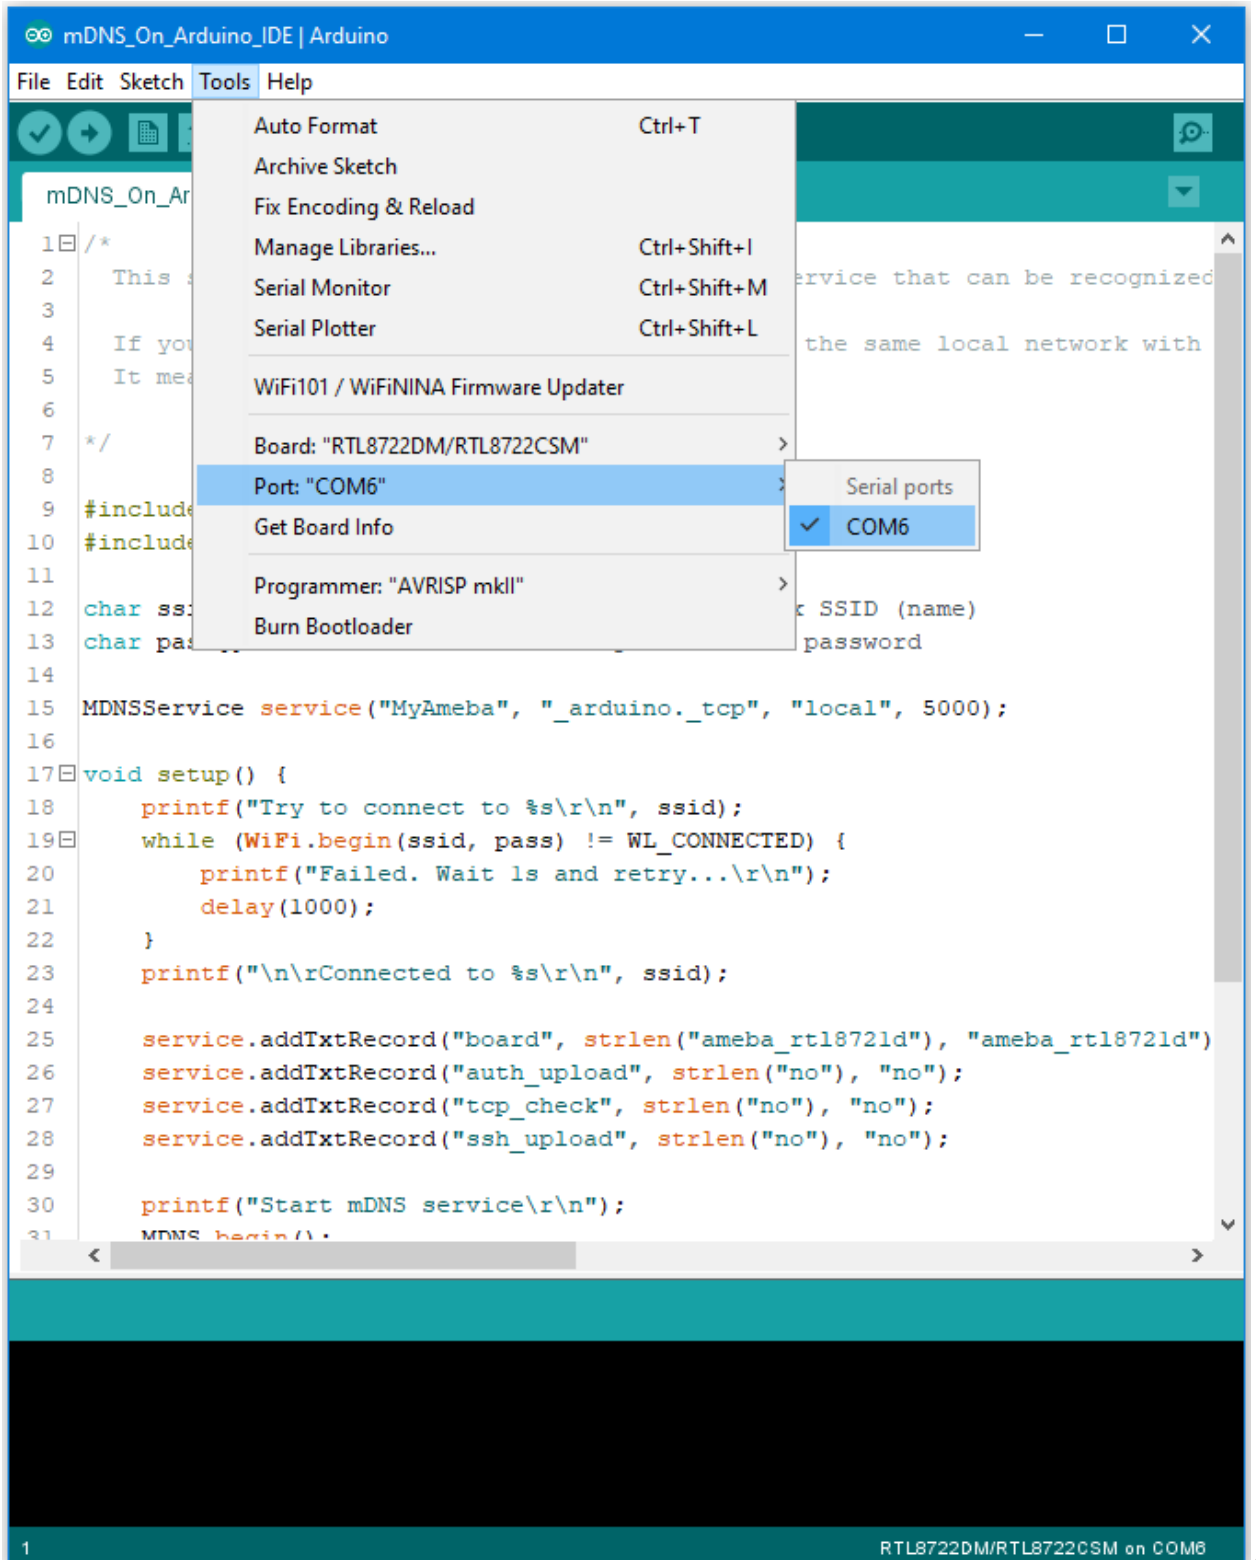 mDNS_On_Arduino_IDE | Arduino
File Edit Sketch Tools Help
Auto Format Ctrl+T
Archive Sketch
Fix Encoding & Reload
Manage Libraries... Ctrl+Shift+I
Serial Monitor Ctrl+Shift+M
Serial Plotter Ctrl+Shift+L
WiFi101 / WiFiNINA Firmware Updater
Board: "RTL8722DM/RTL8722CSM"
Port: "COM6"
Get Board Info
Programmer: "AVRISP mkII"
Burn Bootloader
Serial ports
COM6
mDNS_On_Ar
1 /*
2 This that can be recognized
3
4 If the same local network with
5 It
6
7 */
8
9 #include
10 #include
11
12 char SSID (name)
13 char password
14
15 MDNSService service("MyAmeba", "_arduino._tcp", "local", 5000);
16
17 void setup() {
18 printf("Try to connect to %s\r\n", ssid);
19 while (WiFi.begin(ssid, pass) != WL_CONNECTED) {
20 printf("Failed. Wait 1s and retry...\r\n");
21 delay(1000);
22 }
23 printf("\n\rConnected to %s\r\n", ssid);
24
25 service.addTxtRecord("board", strlen("ameba_rtl8721d"), "ameba_rtl8721d")
26 service.addTxtRecord("auth_upload", strlen("no"), "no");
27 service.addTxtRecord("tcp_check", strlen("no"), "no");
28 service.addTxtRecord("ssh_upload", strlen("no"), "no");
29
30 printf("Start mDNS service\r\n");
31 MDNS.begin();
1 RTL8722DM/RTL8722CSM on COM6